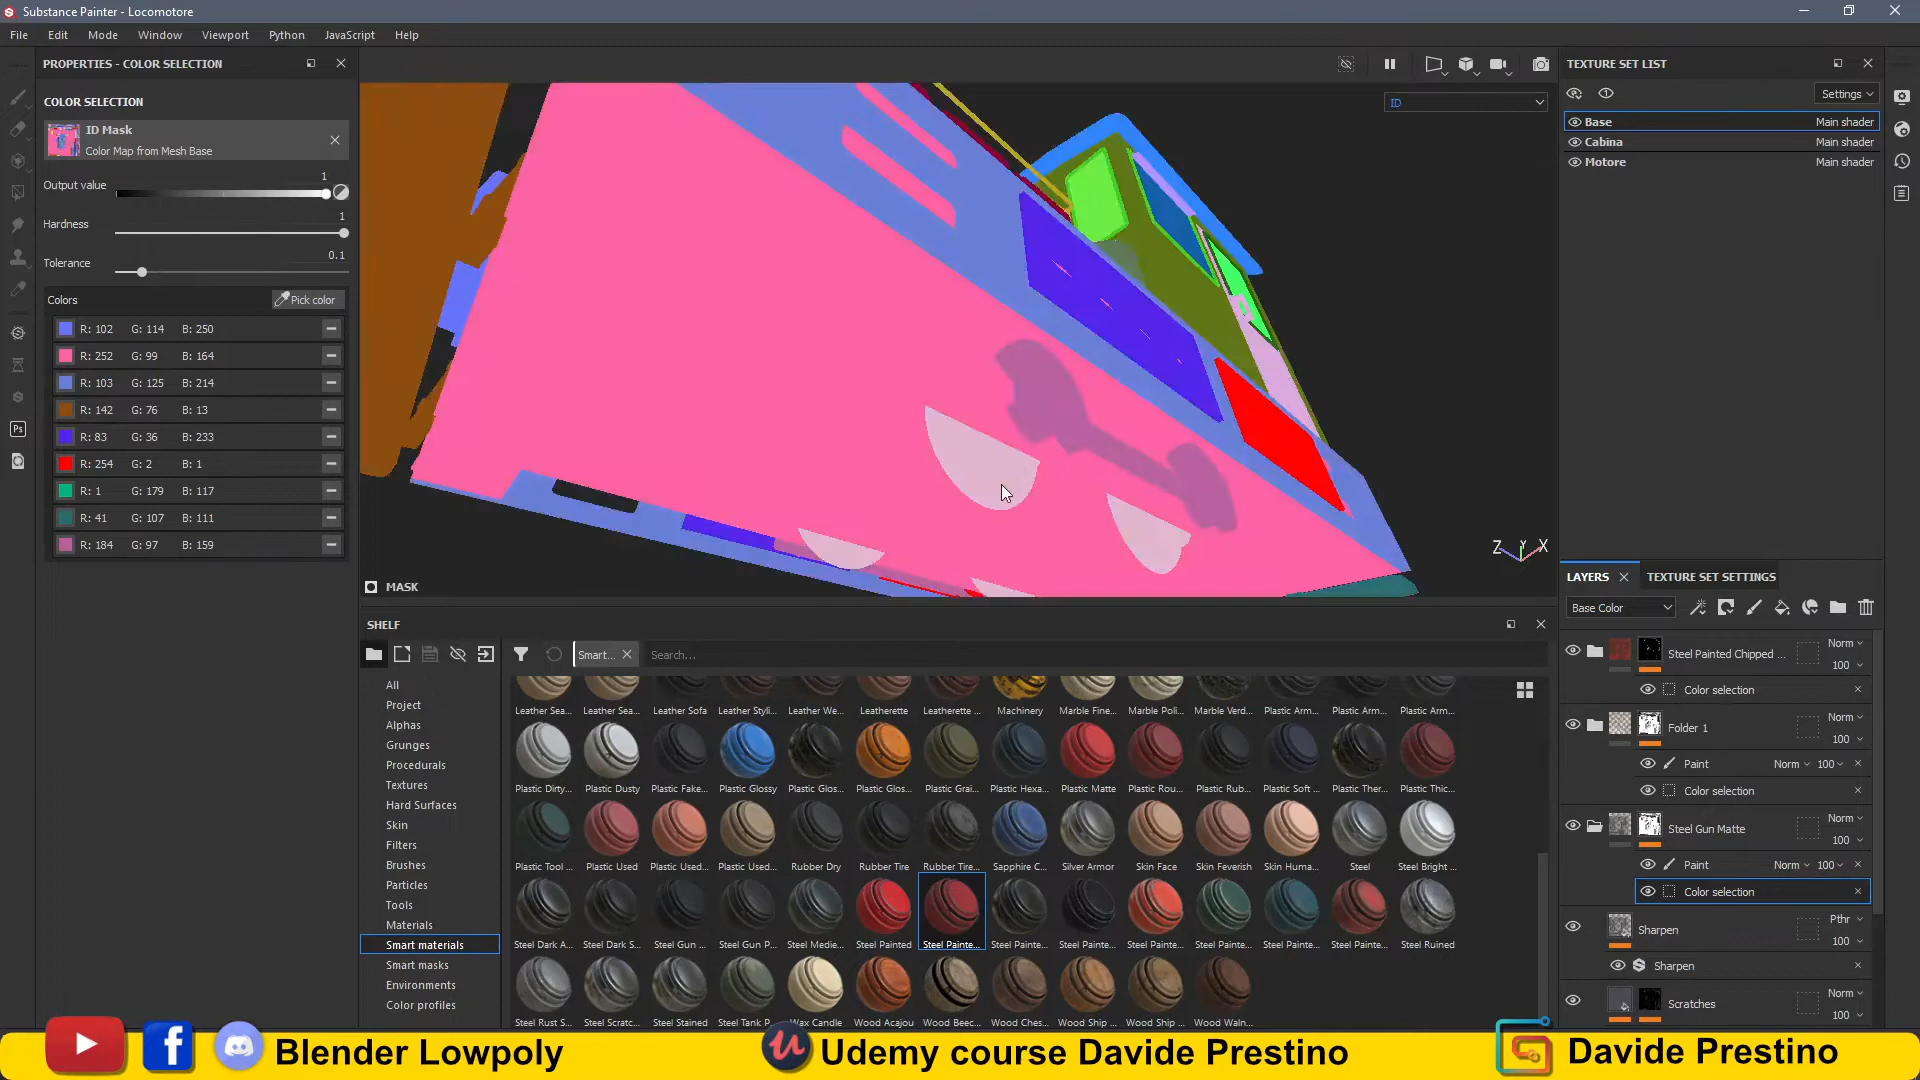 Substance Painter - Locomotore
File Edit Mode Window Viewport Python JavaScript Help
PROPERTIES - COLOR SELECTION
COLOR SELECTION
ID Mask
Color Map from Mesh Base
Output value 1
Hardness 1
Tolerance 0.1
Colors Pick color
R: 102 G: 114 B: 250
R: 252 G: 99 B: 164
R: 103 G: 125 B: 214
R: 142 G: 76 B: 13
R: 83 G: 36 B: 233
R: 254 G: 2 B: 1
R: 1 G: 179 B: 117
R: 41 G: 107 B: 111
R: 184 G: 97 B: 159
Ps
ID
Z Y X
MASK
TEXTURE SET LIST
Settings
Base Main shader
Cabina Main shader
Motore Main shader
LAYERS TEXTURE SET SETTINGS
Base Color
Steel Painted Chipped ... Norm 100
Color selection
Folder 1 Norm 100
Paint Norm 100
Color selection
Steel Gun Matte Norm 100
Paint Norm 100
Color selection
Sharpen Pthr 100
Sharpen
Scratches Norm 100
SHELF
Smart... Search...
All
Project
Alphas
Grunges
Procedurals
Textures
Hard Surfaces
Skin
Filters
Brushes
Particles
Tools
Materials
Smart materials
Smart masks
Environments
Color profiles
Leather Sea... Leather Sea... Leather Sofa Leather Styli... Leather We... Leatherette Leatherette ... Machinery Marble Fine... Marble Poli... Marble Verd... Plastic Arm... Plastic Arm... Plastic Arm...
Plastic Dirty... Plastic Dusty Plastic Fake... Plastic Glossy Plastic Glos... Plastic Glos... Plastic Grai... Plastic Hexa... Plastic Matte Plastic Rou... Plastic Rub... Plastic Soft ... Plastic Ther... Plastic Thic...
Plastic Tool ... Plastic Used Plastic Used... Plastic Used... Rubber Dry Rubber Tire Rubber Tire... Sapphire C... Silver Armor Skin Face Skin Feverish Skin Huma... Steel Steel Bright ...
Steel Dark A... Steel Dark S... Steel Gun ... Steel Gun P... Steel Medie... Steel Painted Steel Painte... Steel Painte... Steel Painte... Steel Painte... Steel Painte... Steel Painte... Steel Painte... Steel Ruined
Steel Rust S... Steel Scratc... Steel Stained Steel Tank P... Wax Candle Wood Acajou Wood Beec... Wood Ches... Wood Ship ... Wood Ship ... Wood Waln...
Blender Lowpoly
Udemy course Davide Prestino
Davide Prestino